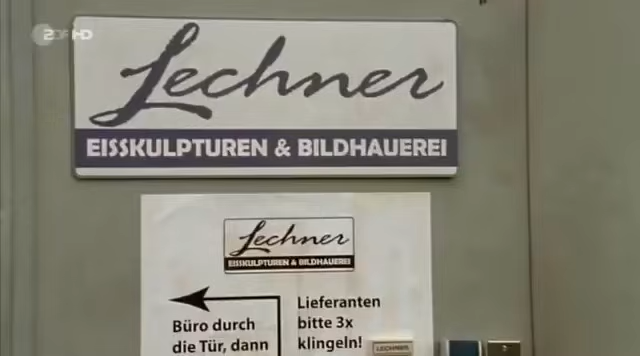 ZDF HD
Lechner
EISSKULPTUREN & BILDHAUEREI
Lechner
EISSKULPTUREN & BILDHAUEREI
Büro durch
die Tür, dann
Lieferanten
bitte 3x
klingeln!
LECHNER